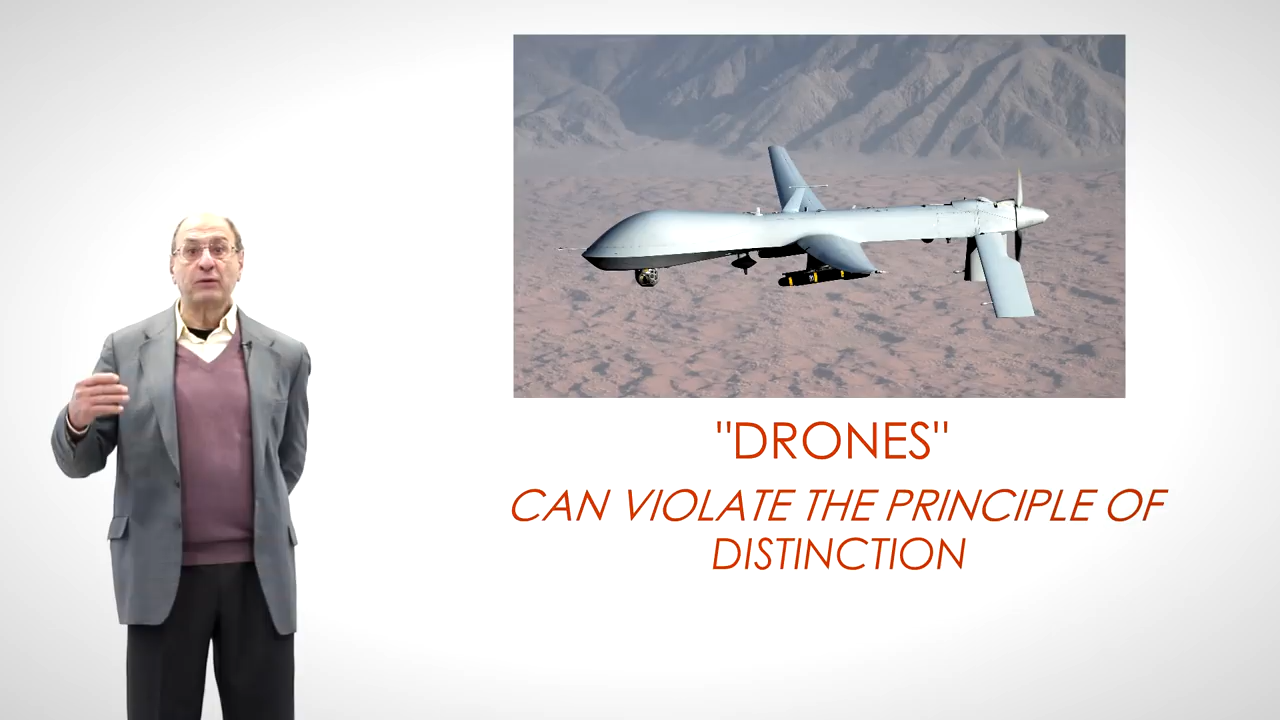 "DRONES"
CAN VIOLATE THE PRINCIPLE OF
DISTINCTION